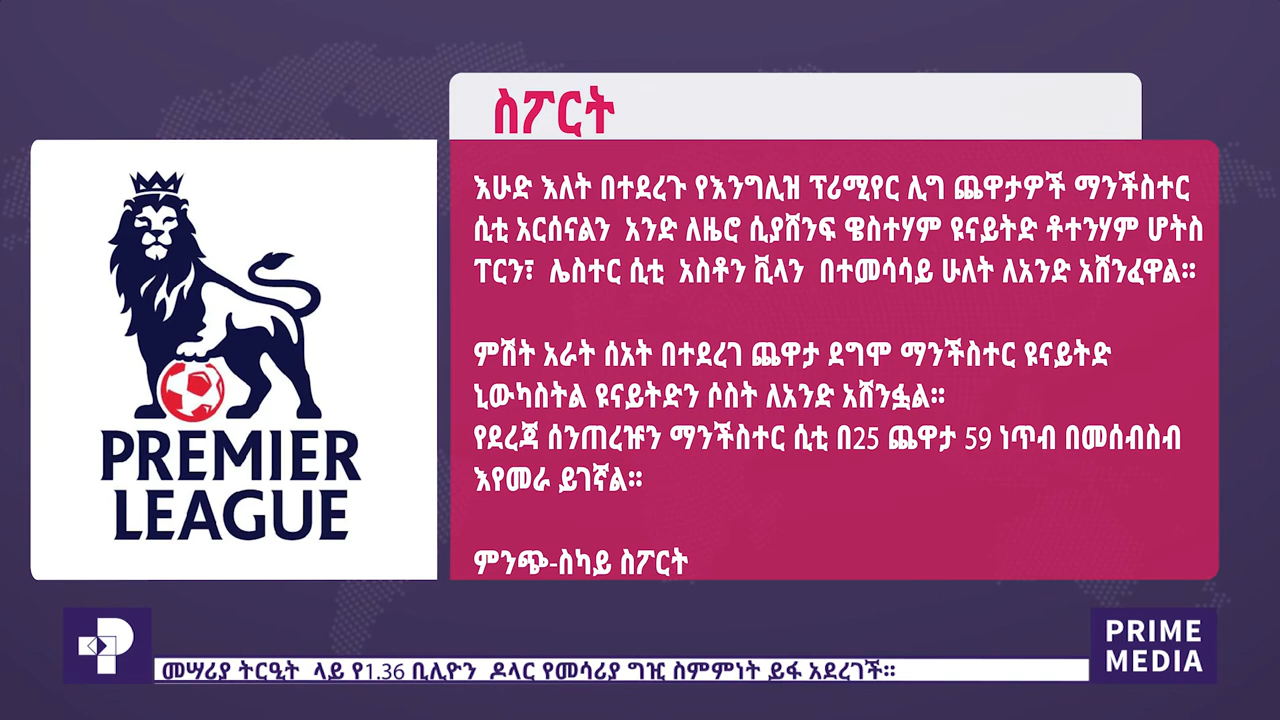 ስፖርት
እሁድ እለት በተደረጉ የእንግሊዝ ፕሪሚየር ሊግ ጨዋታዎች ማንችስተር
ሲቲ አርሰናልን አንድ ለዜሮ ሲያሸንፍ ዌስተሃም ዩናይትድ ቶተንሃም ሆትስ
ፐርን፣ ሌስተር ሲቲ አስቶን ቪላን በተመሳሳይ ሁለት ለአንድ አሸንፈዋል።
ምሽት አራት ሰአት በተደረገ ጨዋታ ደግሞ ማንችስተር ዩናይትድ
ኒውካስትል ዩናይትድን ሶስት ለአንድ አሸንፏል።
የደረጃ ሰንጠረዡን ማንችስተር ሲቲ በ25 ጨዋታ 59 ነጥብ በመሰብስብ
እየመራ ይገኛል።
ምንጭ-ስካይ ስፖርት
PREMIER
LEAGUE
PRIME
MEDIA
መሣሪያ ትርዒት ላይ የ1.36 ቢሊዮን ዶላር የመሳሪያ ግዢ ስምምነት ይፋ አደረገች።